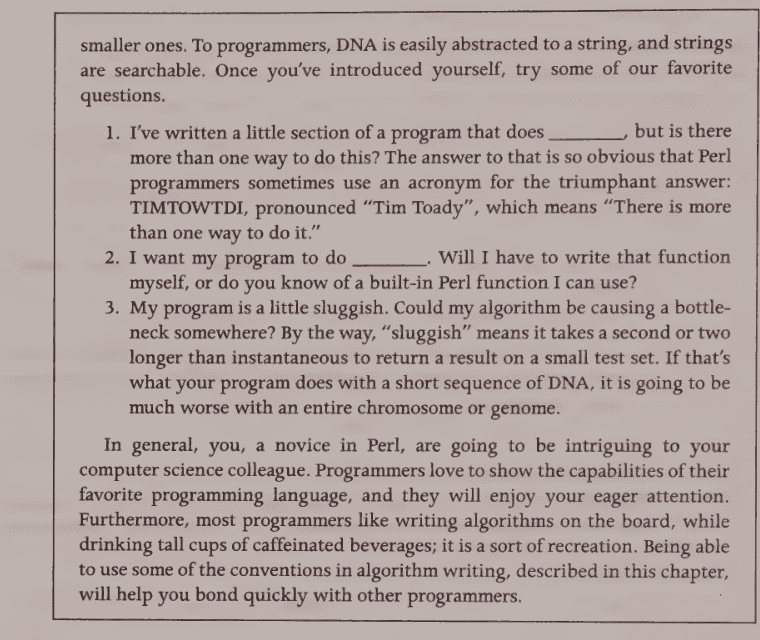 smaller ones. To programmers, DNA is easily abstracted to a string, and strings
are searchable. Once you've introduced yourself, try some of our favorite
questions.
1. I've written a little section of a program that does ________, but is there
more than one way to do this? The answer to that is so obvious that Perl
programmers sometimes use an acronym for the triumphant answer:
TIMTOWTDI, pronounced “Tim Toady”, which means “There is more
than one way to do it.”
2. I want my program to do ________. Will I have to write that function
myself, or do you know of a built-in Perl function I can use?
3. My program is a little sluggish. Could my algorithm be causing a bottle-
neck somewhere? By the way, “sluggish” means it takes a second or two
longer than instantaneous to return a result on a small test set. If that's
what your program does with a short sequence of DNA, it is going to be
much worse with an entire chromosome or genome.
In general, you, a novice in Perl, are going to be intriguing to your
computer science colleague. Programmers love to show the capabilities of their
favorite programming language, and they will enjoy your eager attention.
Furthermore, most programmers like writing algorithms on the board, while
drinking tall cups of caffeinated beverages; it is a sort of recreation. Being able
to use some of the conventions in algorithm writing, described in this chapter,
will help you bond quickly with other programmers.